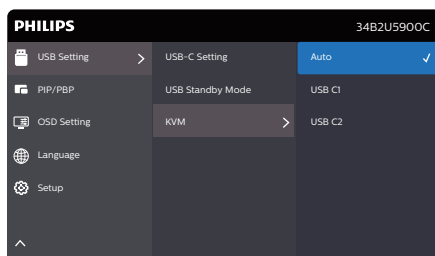 PHILIPS 34B2U5900C
USB Setting USB-C Setting Auto
PIP/PBP USB Standby Mode USB C1
OSD Setting KVM USB C2
Language
Setup